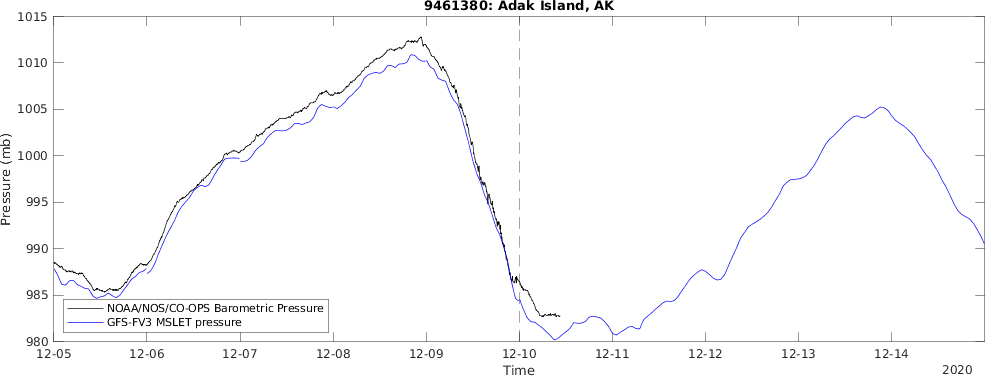 9461380: Adak Island, AK
1015
1010
1005
1000
995
990
985
980
Pressure (mb)
NOAA/NOS/CO-OPS Barometric Pressure
GFS-FV3 MSLET pressure
12-05 12-06 12-07 12-08 12-09 12-10 12-11 12-12 12-13 12-14
Time
2020